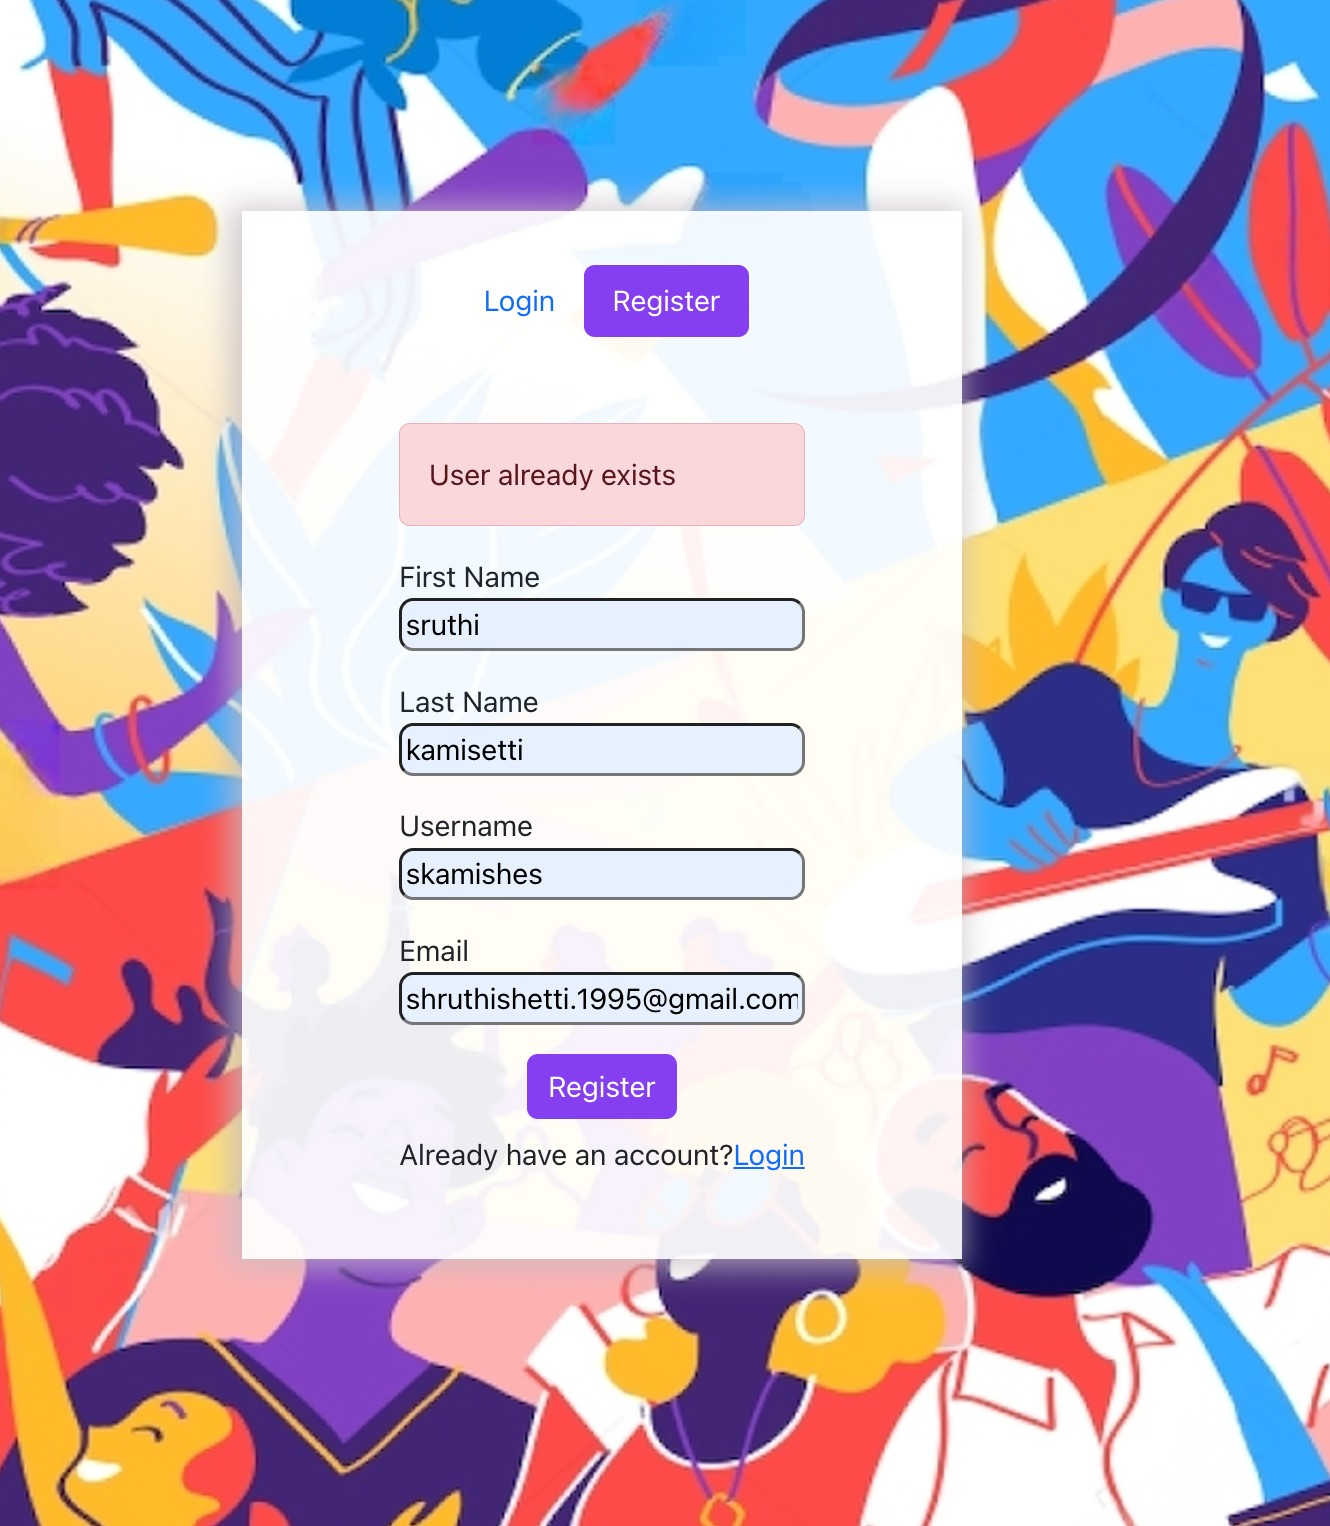 Login Register
User already exists
First Name
sruthi
Last Name
kamisetti
Username
skamishes
Email
shruthishetti.1995@gmail.com
Register
Already have an account?Login